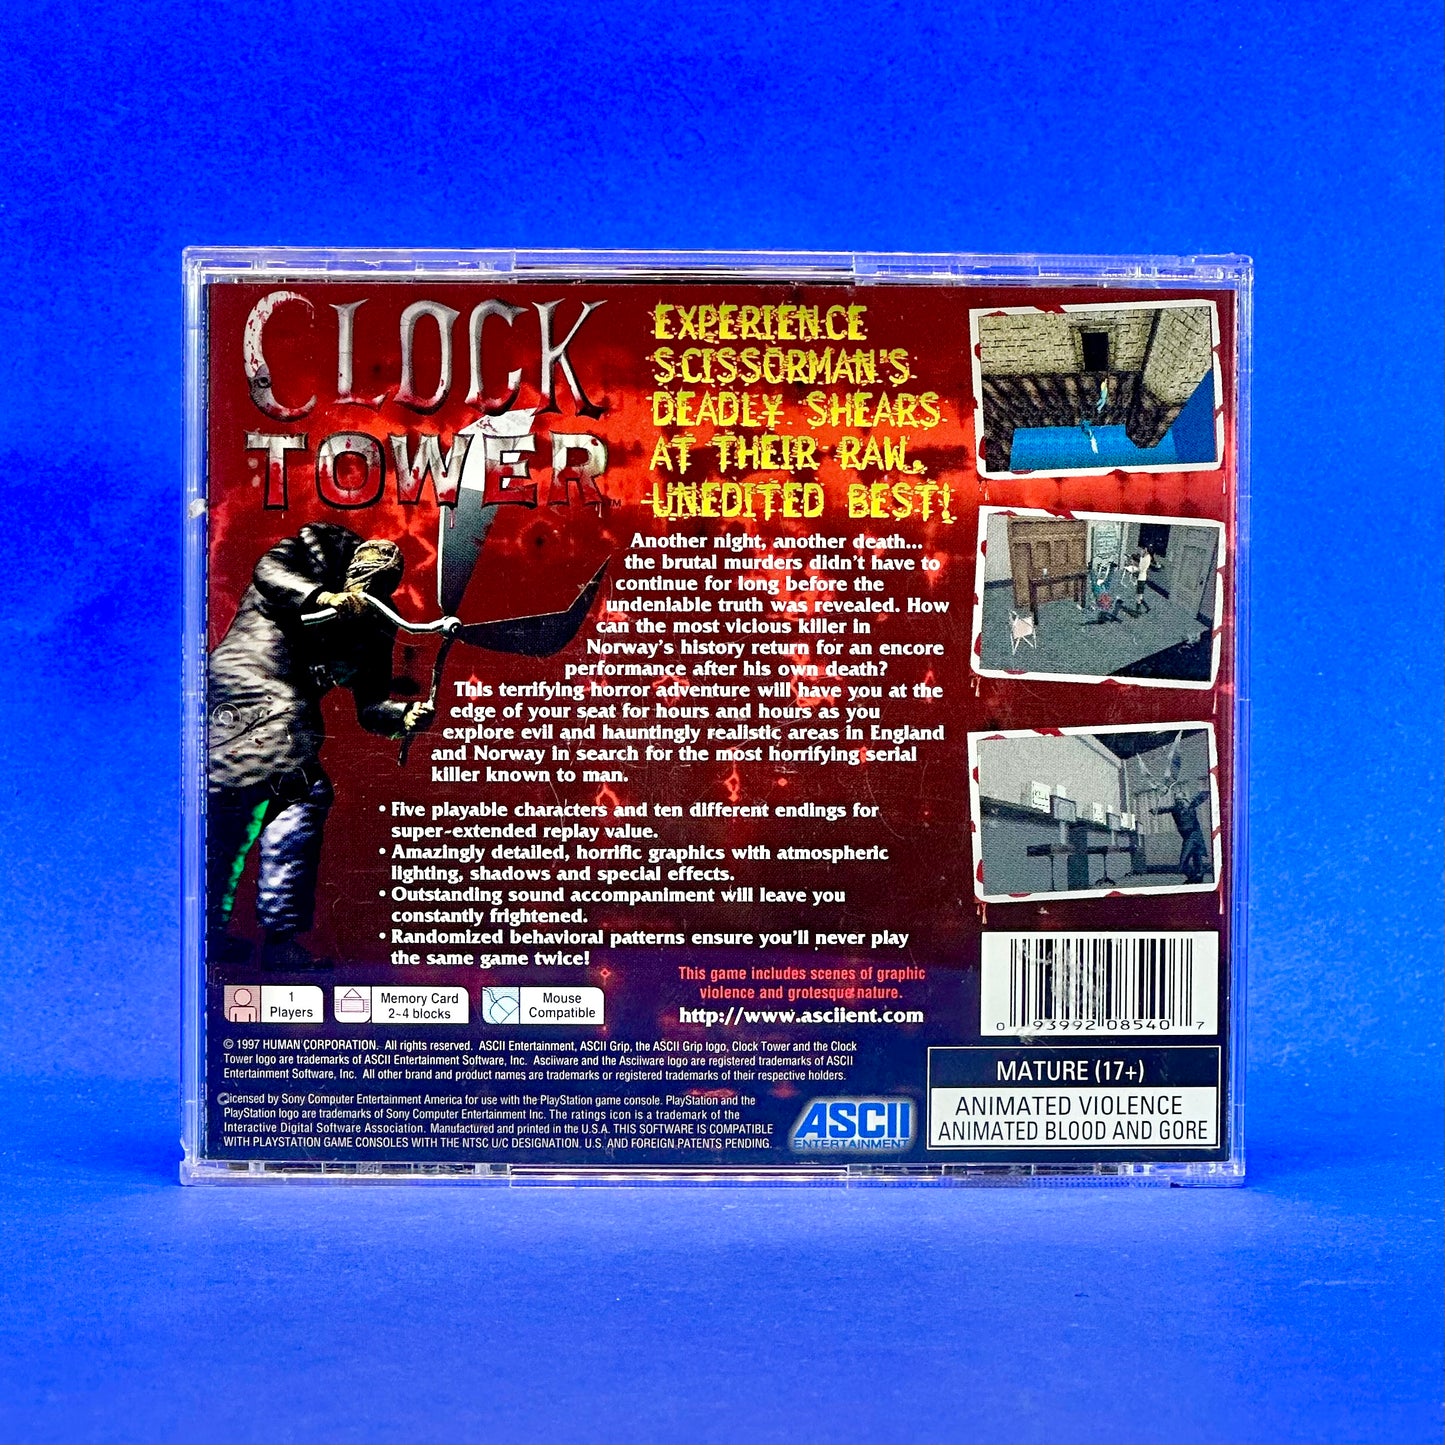 CLOCK
TOWER™
EXPERIENCE
SCISSORMAN'S
DEADLY SHEARS
AT THEIR RAW,
UNEDITED BEST!
Another night, another death...
the brutal murders didn't have to
continue for long before the
undeniable truth was revealed. How
can the most vicious killer in
Norway's history return for an encore
performance after his own death?
This terrifying horror adventure will have you at the
edge of your seat for hours and hours as you
explore evil and hauntingly realistic areas in England
and Norway in search for the most horrifying serial
killer known to man.
• Five playable characters and ten different endings for
super-extended replay value.
• Amazingly detailed, horrific graphics with atmospheric
lighting, shadows and special effects.
• Outstanding sound accompaniment will leave you
constantly frightened.
• Randomized behavioral patterns ensure you'll never play
the same game twice!
This game includes scenes of graphic
violence and grotesque nature.
http://www.asciient.com
1
Players
Memory Card
2-4 blocks
Mouse
Compatible
0 93992 08540 7
© 1997 HUMAN CORPORATION. All rights reserved. ASCII Entertainment, ASCII Grip, the ASCII Grip logo, Clock Tower and the Clock
Tower logo are trademarks of ASCII Entertainment Software, Inc. Asciiware and the Asciiware logo are registered trademarks of ASCII
Entertainment Software, Inc. All other brand and product names are trademarks or registered trademarks of their respective holders.
Licensed by Sony Computer Entertainment America for use with the PlayStation game console. PlayStation and the
PlayStation logo are trademarks of Sony Computer Entertainment Inc. The ratings icon is a trademark of the
Interactive Digital Software Association. Manufactured and printed in the U.S.A. THIS SOFTWARE IS COMPATIBLE
WITH PLAYSTATION GAME CONSOLES WITH THE NTSC U/C DESIGNATION. U.S. AND FOREIGN PATENTS PENDING.
ASCII
ENTERTAINMENT
MATURE (17+)
ANIMATED VIOLENCE
ANIMATED BLOOD AND GORE